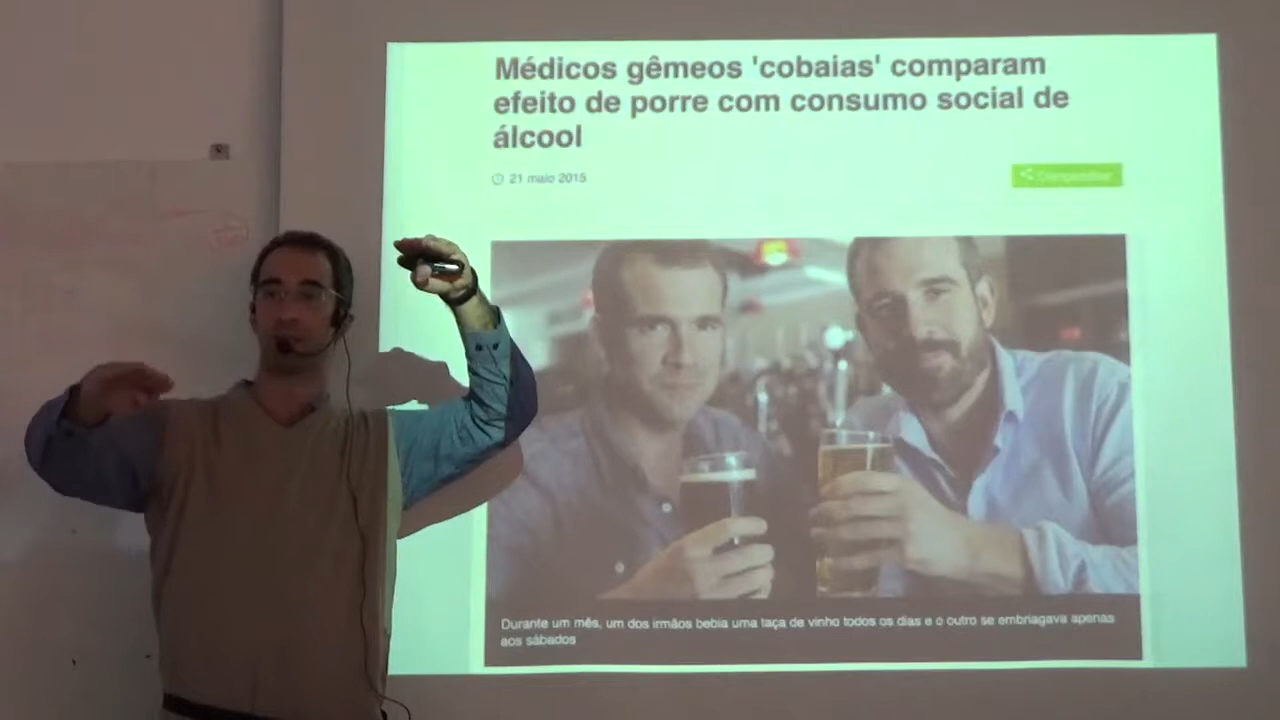 Médicos gêmeos 'cobaias' comparam
efeito de porre com consumo social de
álcool
21 maio 2015
Compartilhar
Durante um mês, um dos irmãos bebia uma taça de vinho todos os dias e o outro se embriagava apenas
aos sábados